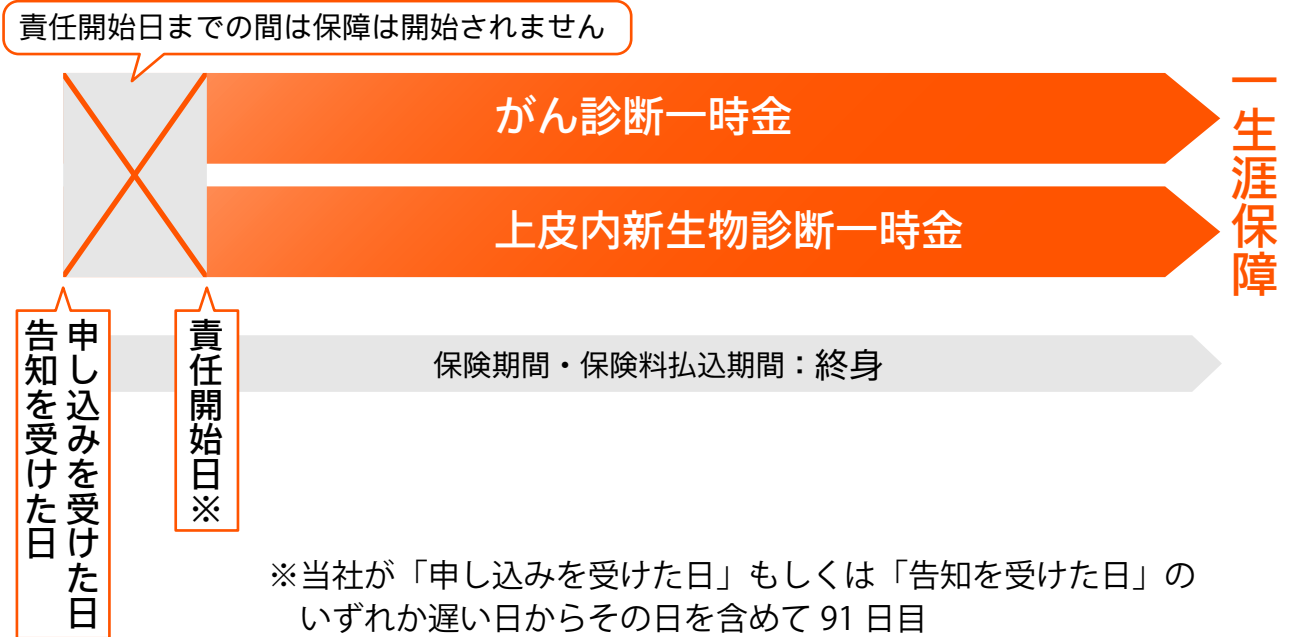 責任開始日までの間は保障は開始されません
がん診断一時金
上皮内新生物診断一時金
一生涯保障
申し込みを受けた日
告知を受けた日
責任開始日※
保険期間・保険料払込期間：終身
※当社が「申し込みを受けた日」もしくは「告知を受けた日」の
いずれか遅い日からその日を含めて 91 日目